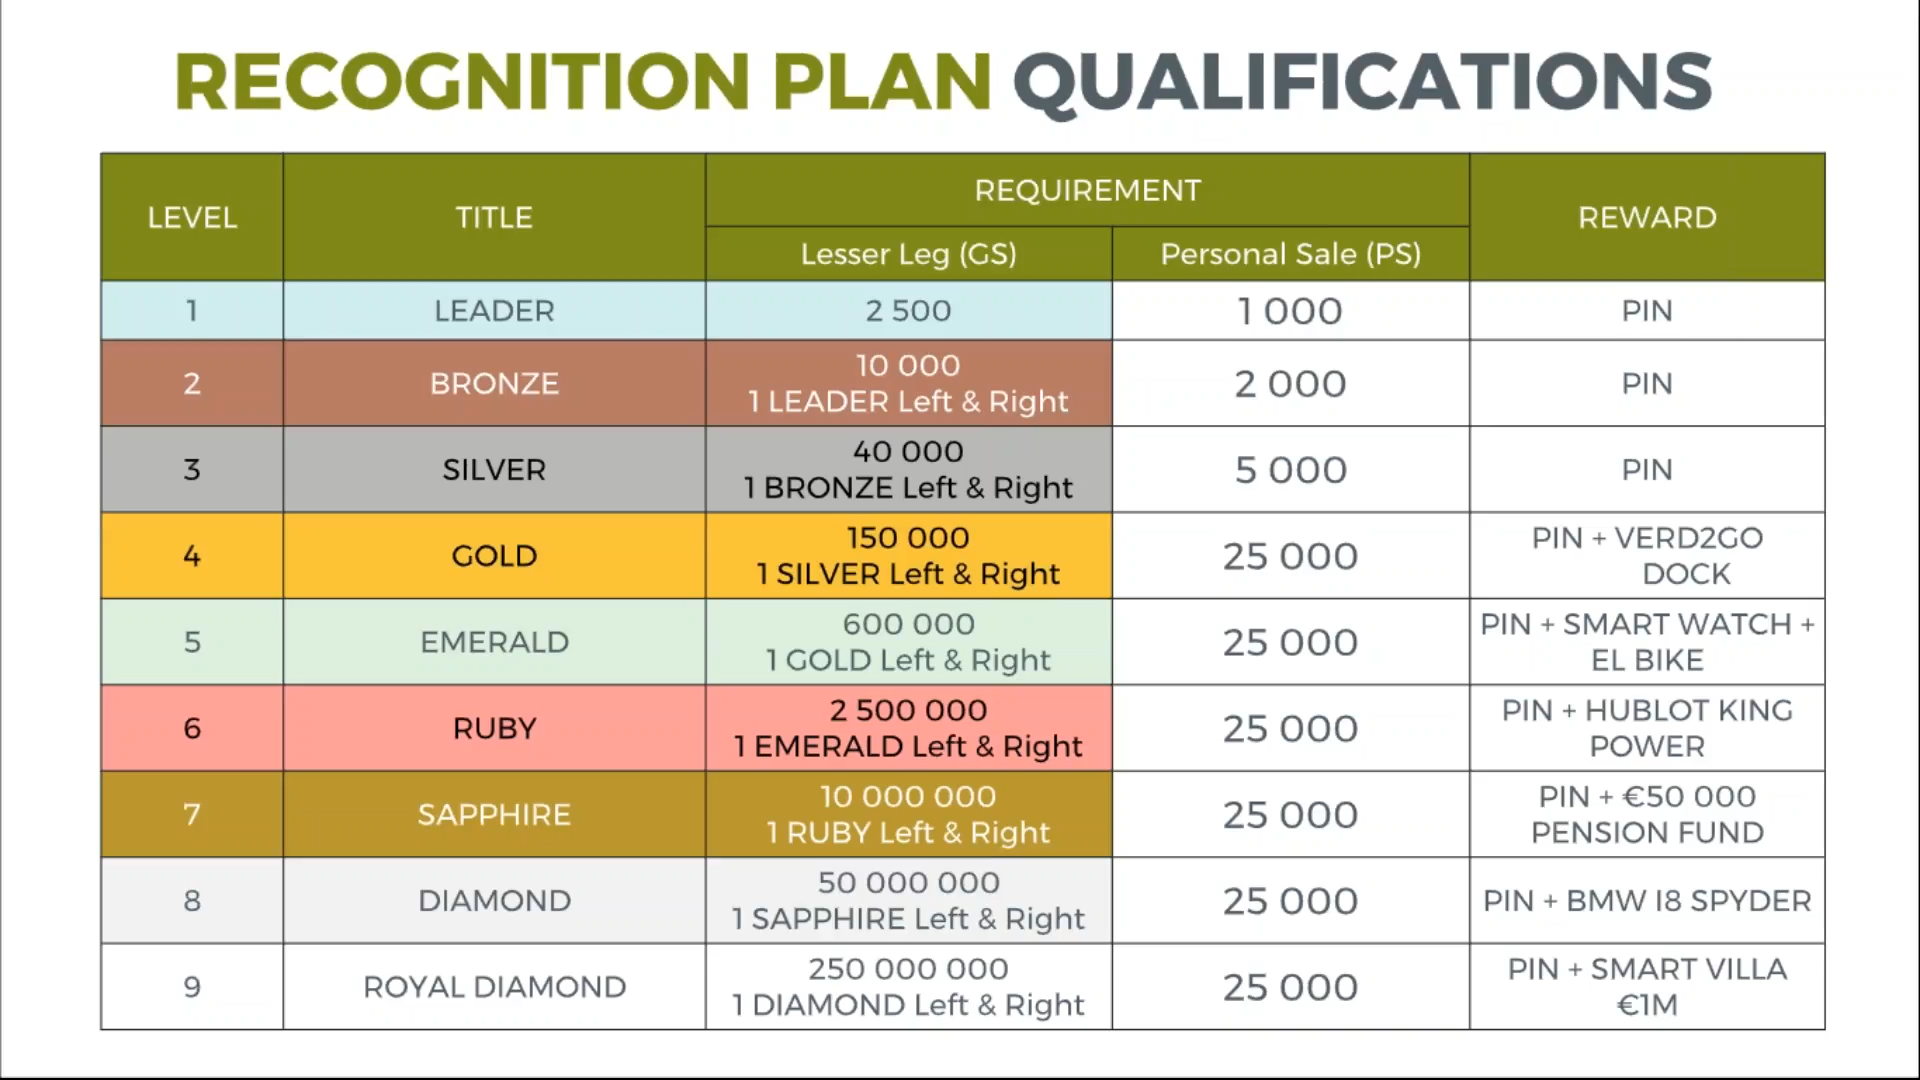 RECOGNITION PLAN QUALIFICATIONS
LEVEL
TITLE
REQUIREMENT
REWARD
Lesser Leg (GS)
Personal Sale (PS)
1
LEADER
2 500
1 000
PIN
2
BRONZE
10 000
1 LEADER Left & Right
2 000
PIN
3
SILVER
40 000
1 BRONZE Left & Right
5 000
PIN
4
GOLD
150 000
1 SILVER Left & Right
25 000
PIN + VERD2GO
DOCK
5
EMERALD
600 000
1 GOLD Left & Right
25 000
PIN + SMART WATCH +
EL BIKE
6
RUBY
2 500 000
1 EMERALD Left & Right
25 000
PIN + HUBLOT KING
POWER
7
SAPPHIRE
10 000 000
1 RUBY Left & Right
25 000
PIN + €50 000
PENSION FUND
8
DIAMOND
50 000 000
1 SAPPHIRE Left & Right
25 000
PIN + BMW I8 SPYDER
9
ROYAL DIAMOND
250 000 000
1 DIAMOND Left & Right
25 000
PIN + SMART VILLA
€1M